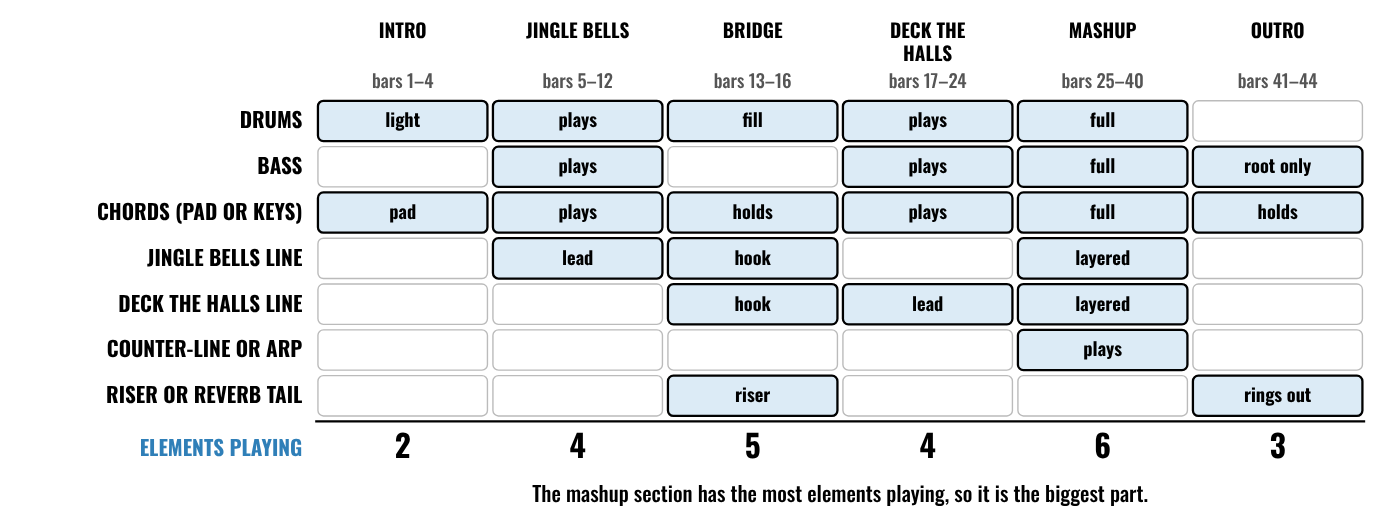 INTRO
JINGLE BELLS
BRIDGE
DECK THE
HALLS
MASHUP
OUTRO
bars 1–4
bars 5–12
bars 13–16
bars 17–24
bars 25–40
bars 41–44
DRUMS light plays fill plays full
BASS plays plays full root only
CHORDS (PAD OR KEYS) pad plays holds plays full holds
JINGLE BELLS LINE lead hook layered
DECK THE HALLS LINE hook lead layered
COUNTER-LINE OR ARP plays
RISER OR REVERB TAIL riser rings out
ELEMENTS PLAYING 2 4 5 4 6 3
The mashup section has the most elements playing, so it is the biggest part.